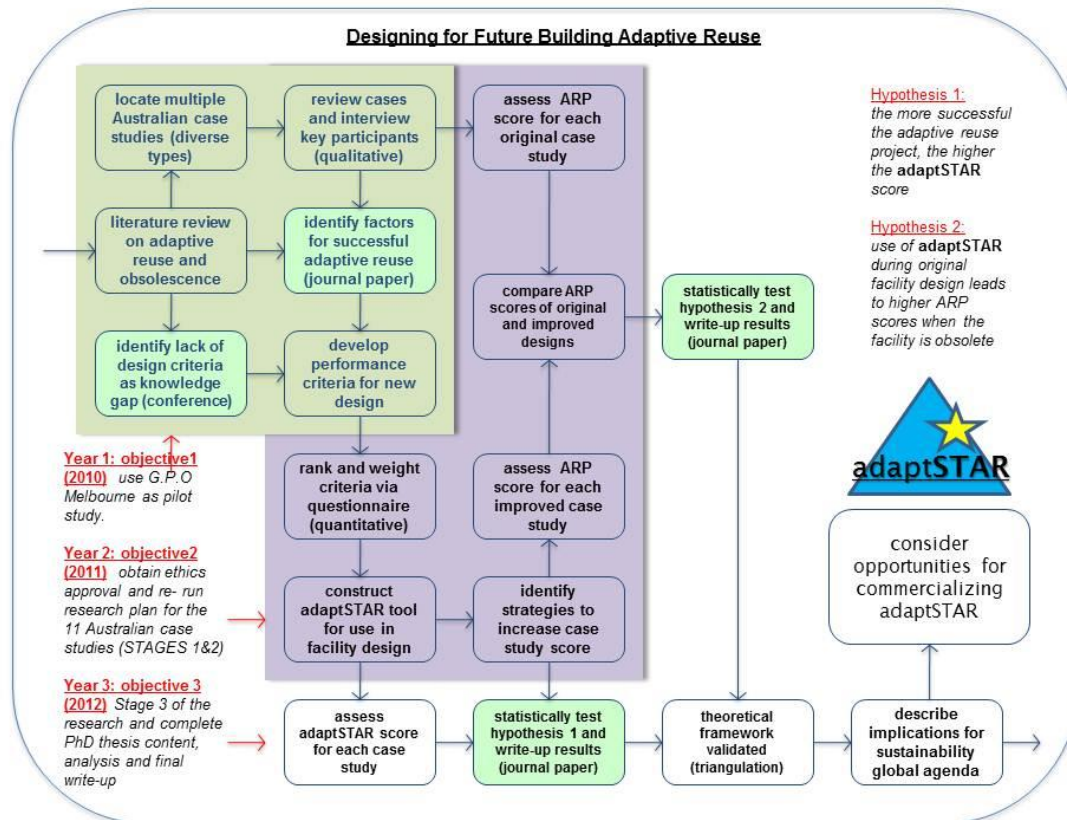 Designing for Future Building Adaptive Reuse
locate multiple
Australian case
studies (diverse
types)
review cases
and interview
key participants
(qualitative)
assess ARP
score for each
original case
study
Hypothesis 1:
the more successful
the adaptive reuse
project, the higher
the adaptSTAR
score
literature review
on adaptive
reuse and
obsolescence
identify factors
for successful
adaptive reuse
(journal paper)
Hypothesis 2:
use of adaptSTAR
during original
facility design leads
to higher ARP
scores when the
facility is obsolete
compare ARP
scores of original
and improved
designs
statistically test
hypothesis 2 and
write-up results
(journal paper)
identify lack of
design criteria
as knowledge
gap (conference)
develop
performance
criteria for new
design
Year 1: objective1
(2010) use G.P.O
Melbourne as pilot
study.
rank and weight
criteria via
questionnaire
(quantitative)
assess ARP
score for each
improved case
study
adaptSTAR
Year 2: objective2
(2011) obtain ethics
approval and re- run
research plan for the
11 Australian case
studies (STAGES 1&2)
construct
adaptSTAR tool
for use in
facility design
identify
strategies to
increase case
study score
consider
opportunities for
commercializing
adaptSTAR
Year 3: objective 3
(2012) Stage 3 of the
research and complete
PhD thesis content,
analysis and final
write-up
assess
adaptSTAR score
for each case
study
statistically test
hypothesis 1 and
write-up results
(journal paper)
theoretical
framework
validated
(triangulation)
describe
implications for
sustainability
global agenda